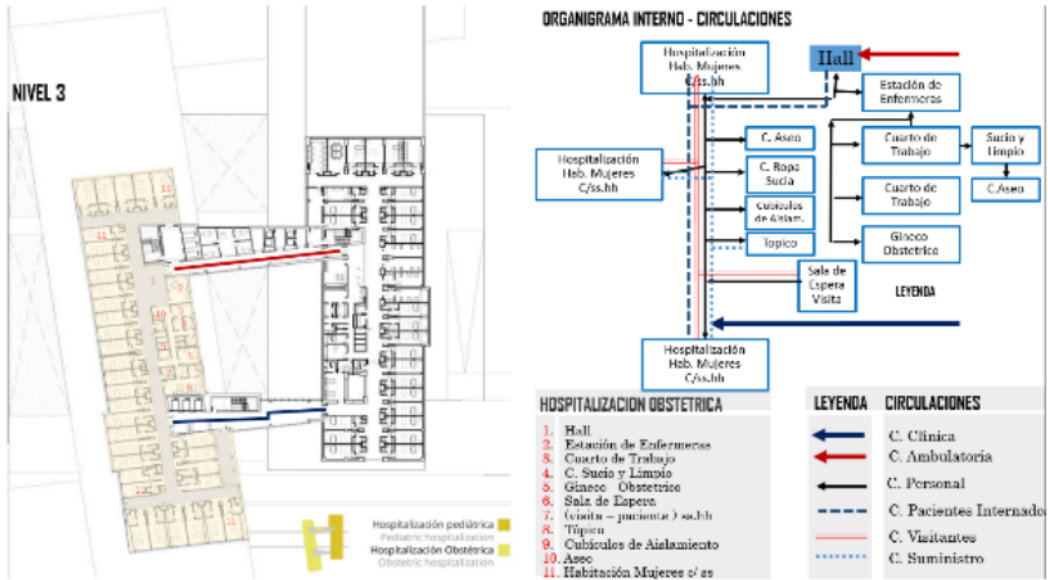 NIVEL 3
Hospitalización pediátrica
Pediatric hospitalization
Hospitalización Obstétrica
Obstetric hospitalization
ORGANIGRAMA INTERNO - CIRCULACIONES
Hospitalización
Hab. Mujeres
C/ss.hh
Hall
Estación de
Enfermeras
C. Aseo
Cuarto de
Trabajo
Sucio y
Limpio
Hospitalización
Hab. Mujeres
C/ss.hh
C. Ropa
Sucia
Cuarto de
Trabajo
C.Aseo
Cubículos
de Aislam.
Topico
Gineco
Obstetrico
Sala de
Espera
Visita
LEYENDA
Hospitalización
Hab. Mujeres
C/ss.hh
HOSPITALIZACION OBSTETRICA
1. Hall
2. Estación de Enfermeras
3. Cuarto de Trabajo
4. C. Sucio y Limpio
5. Gineco Obstetrico
6. Sala de Espera
7. (visita – paciente ) ss.hh
8. Tópico
9. Cubículos de Aislamiento
10. Aseo
11. Habitación Mujeres c/ ss
LEYENDA CIRCULACIONES
C. Clínica
C. Ambulatoria
C. Personal
C. Pacientes Internado
C. Visitantes
C. Suministro